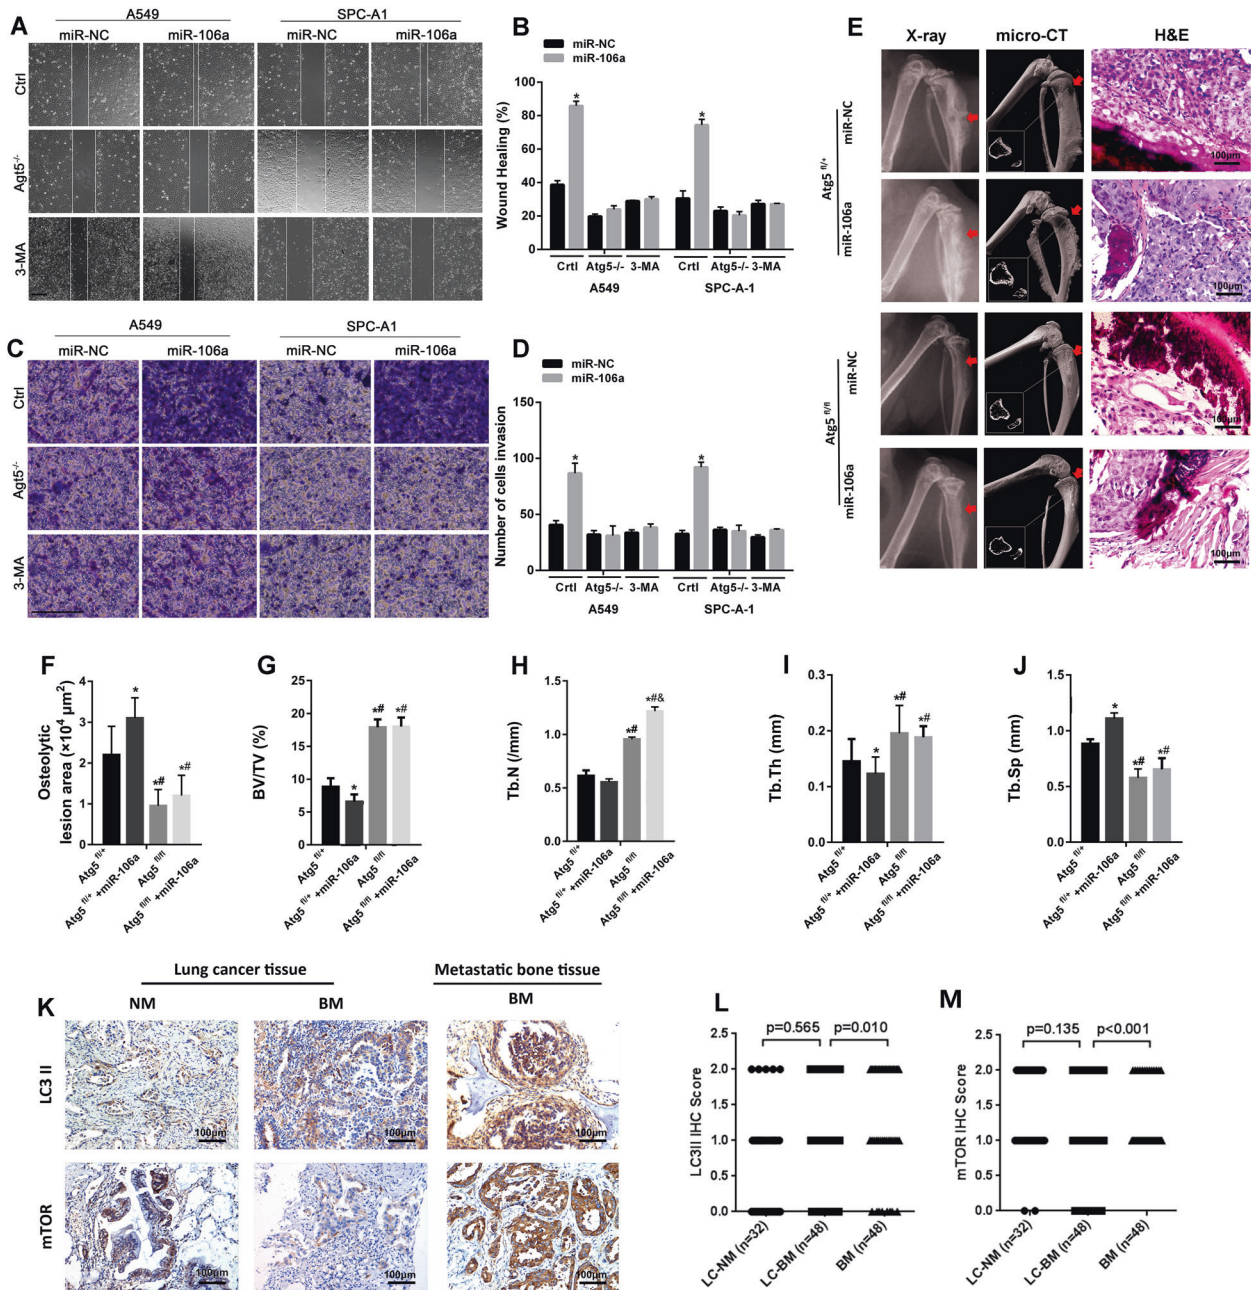 A
A549
SPC-A1
miR-NC
miR-106a
miR-NC
miR-106a
Ctrl
Agt5-/-
3-MA
B
miR-NC
miR-106a
Wound Healing (%)
100
80
60
40
20
0
*
*
Crtl
Atg5-/-
3-MA
Crtl
Atg5-/-
3-MA
A549
SPC-A-1
C
A549
SPC-A1
miR-NC
miR-106a
miR-NC
miR-106a
Ctrl
Agt5-/-
3-MA
D
miR-NC
miR-106a
Number of cells invasion
150
100
50
0
*
*
Crtl
Atg5-/-
3-MA
Crtl
Atg5-/-
3-MA
A549
SPC-A-1
E
X-ray
micro-CT
H&E
Atg5 fl/+
miR-NC
miR-106a
Atg5 fl/fl
miR-NC
miR-106a
100μm
100μm
100μm
100μm
F
Osteolytic
lesion area (×10⁴ μm²)
4
3
2
1
0
*
*#
*#
Atg5 fl/+
Atg5 fl/+ +miR-106a
Atg5 fl/fl
Atg5 fl/fl +miR-106a
G
BV/TV (%)
25
20
15
10
5
0
*
*#
*#
Atg5 fl/+
Atg5 fl/+ +miR-106a
Atg5 fl/fl
Atg5 fl/fl +miR-106a
H
Tb.N (/mm)
1.5
1.0
0.5
0.0
*#
*#&
Atg5 fl/+
Atg5 fl/+ +miR-106a
Atg5 fl/fl
Atg5 fl/fl +miR-106a
I
Tb.Th (mm)
0.3
0.2
0.1
0.0
*
*#
*#
Atg5 fl/+
Atg5 fl/+ +miR-106a
Atg5 fl/fl
Atg5 fl/fl +miR-106a
J
Tb.Sp (mm)
1.5
1.0
0.5
0.0
*
*#
*#
Atg5 fl/+
Atg5 fl/+ +miR-106a
Atg5 fl/fl
Atg5 fl/fl +miR-106a
K
Lung cancer tissue
Metastatic bone tissue
NM
BM
BM
LC3 II
mTOR
100μm
100μm
100μm
100μm
100μm
100μm
L
p=0.565
p=0.010
LC3II IHC Score
2.5
2.0
1.5
1.0
0.5
0.0
LC-NM (n=32)
LC-BM (n=48)
BM (n=48)
M
p=0.135
p<0.001
mTOR IHC Score
2.5
2.0
1.5
1.0
0.5
0.0
LC-NM (n=32)
LC-BM (n=48)
BM (n=48)